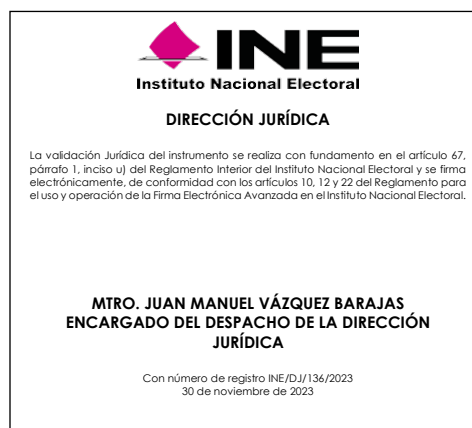 INE
Instituto Nacional Electoral
DIRECCIÓN JURÍDICA
La validación Jurídica del instrumento se realiza con fundamento en el artículo 67,
párrafo 1, inciso u) del Reglamento Interior del Instituto Nacional Electoral y se firma
electrónicamente, de conformidad con los artículos 10, 12 y 22 del Reglamento para
el uso y operación de la Firma Electrónica Avanzada en el Instituto Nacional Electoral.
MTRO. JUAN MANUEL VÁZQUEZ BARAJAS
ENCARGADO DEL DESPACHO DE LA DIRECCIÓN
JURÍDICA
Con número de registro INE/DJ/136/2023
30 de noviembre de 2023